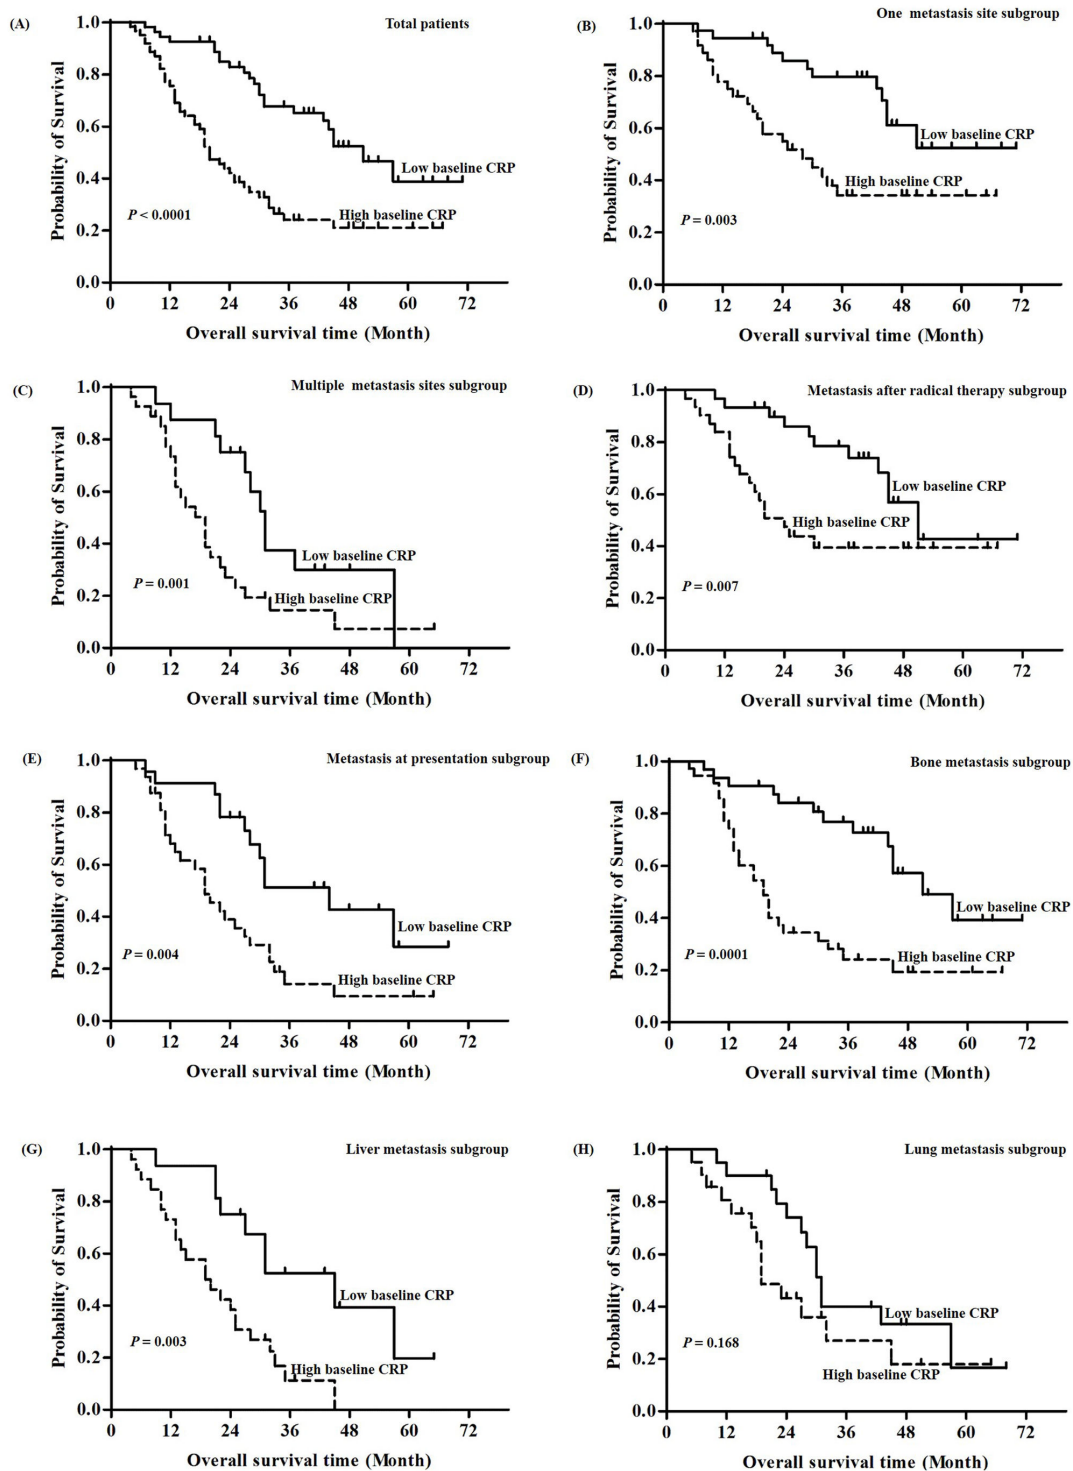 (A)
Total patients
Probability of Survival
1.0
0.8
0.6
0.4
0.2
0.0
Low baseline CRP
High baseline CRP
P < 0.0001
0 12 24 36 48 60 72
Overall survival time (Month)
(B)
One metastasis site subgroup
Probability of Survival
1.0
0.8
0.6
0.4
0.2
0.0
Low baseline CRP
High baseline CRP
P = 0.003
0 12 24 36 48 60 72
Overall survival time (Month)
(C)
Multiple metastasis sites subgroup
Probability of Survival
1.0
0.8
0.6
0.4
0.2
0.0
Low baseline CRP
P = 0.001
High baseline CRP
0 12 24 36 48 60 72
Overall survival time (Month)
(D)
Metastasis after radical therapy subgroup
Probability of Survival
1.0
0.8
0.6
0.4
0.2
0.0
Low baseline CRP
High baseline CRP
P = 0.007
0 12 24 36 48 60 72
Overall survival time (Month)
(E)
Metastasis at presentation subgroup
Probability of Survival
1.0
0.8
0.6
0.4
0.2
0.0
Low baseline CRP
P = 0.004
High baseline CRP
0 12 24 36 48 60 72
Overall survival time (Month)
(F)
Bone metastasis subgroup
Probability of Survival
1.0
0.8
0.6
0.4
0.2
0.0
Low baseline CRP
P = 0.0001
High baseline CRP
0 12 24 36 48 60 72
Overall survival time (Month)
(G)
Liver metastasis subgroup
Probability of Survival
1.0
0.8
0.6
0.4
0.2
0.0
Low baseline CRP
P = 0.003
High baseline CRP
0 12 24 36 48 60 72
Overall survival time (Month)
(H)
Lung metastasis subgroup
Probability of Survival
1.0
0.8
0.6
0.4
0.2
0.0
Low baseline CRP
P = 0.168
High baseline CRP
0 12 24 36 48 60 72
Overall survival time (Month)